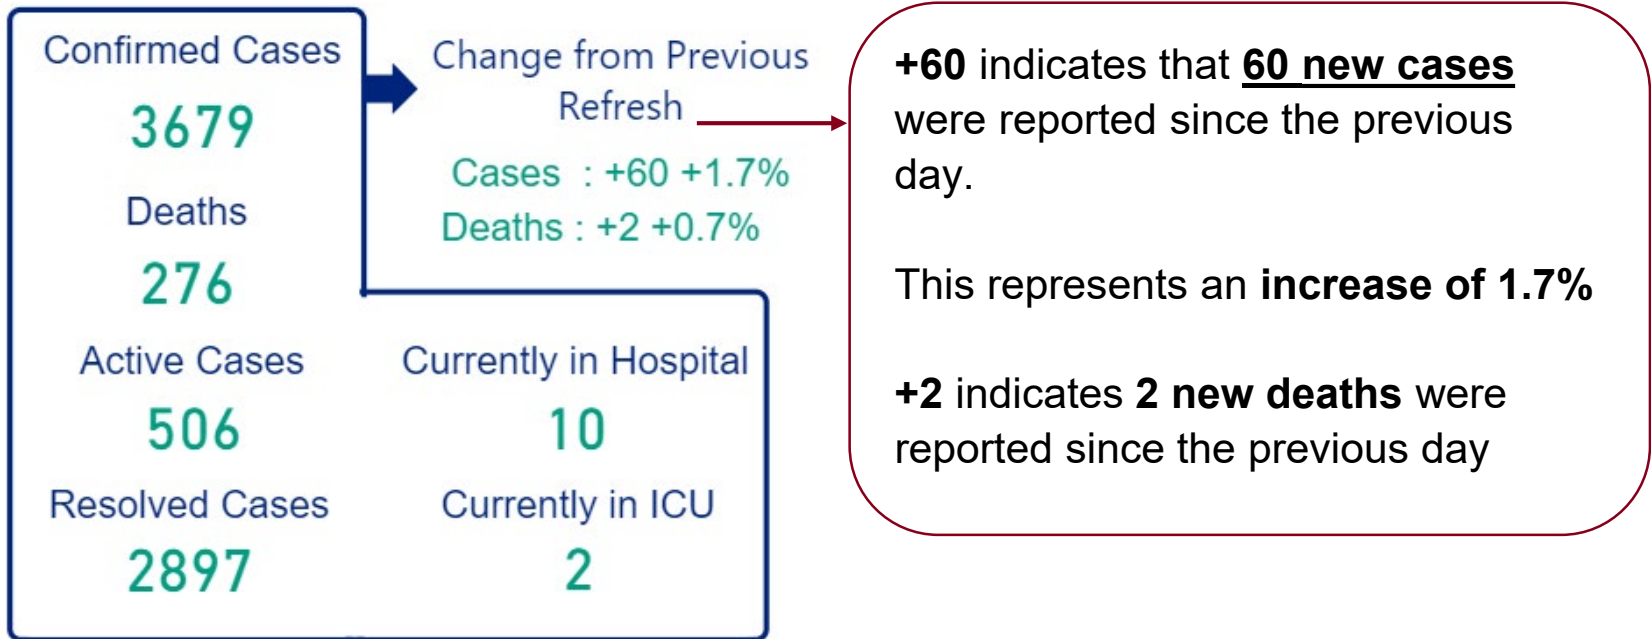 Confirmed Cases
3679
Deaths
276
Active Cases
506
Resolved Cases
2897
Currently in Hospital
10
Currently in ICU
2
Change from Previous
Refresh
Cases : +60 +1.7%
Deaths : +2 +0.7%
+60 indicates that 60 new cases
were reported since the previous
day.
This represents an increase of 1.7%
+2 indicates 2 new deaths were
reported since the previous day